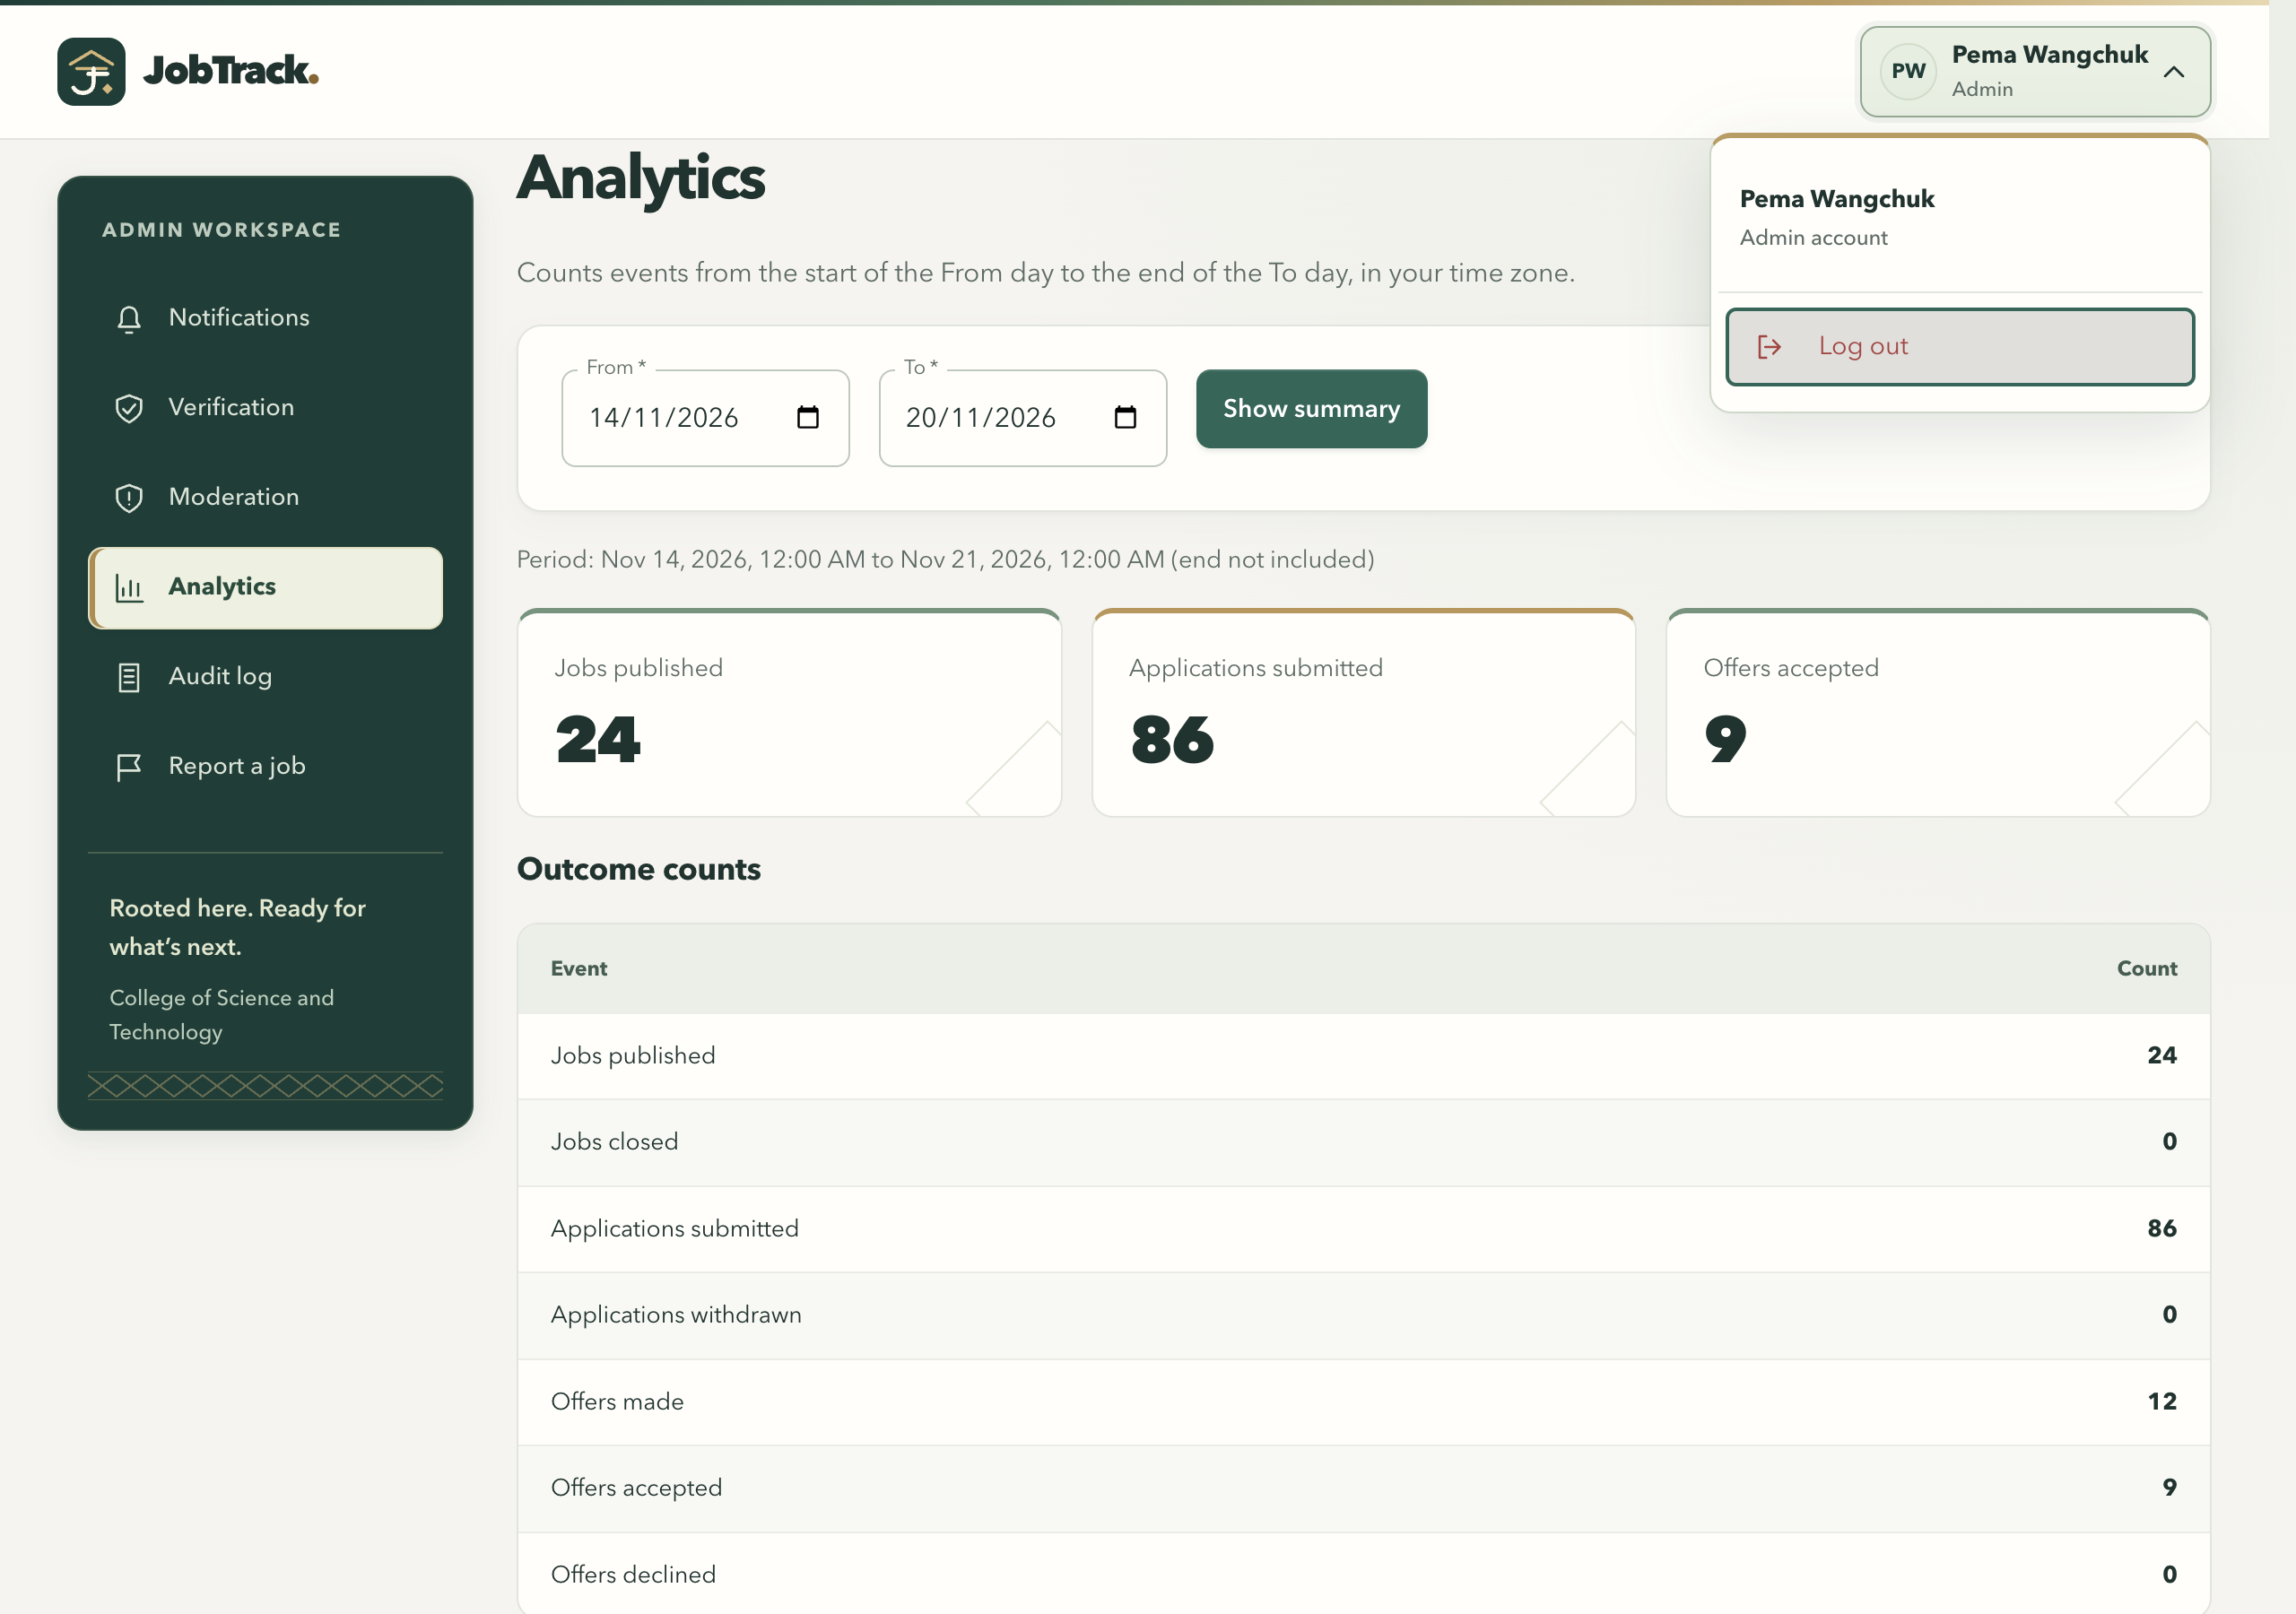 JobTrack.
PW
Pema Wangchuk
Admin
Pema Wangchuk
Admin account
Log out
ADMIN WORKSPACE
Notifications
Verification
Moderation
Analytics
Audit log
Report a job
Rooted here. Ready for
what’s next.
College of Science and
Technology
Analytics
Counts events from the start of the From day to the end of the To day, in your time zone.
From *
14/11/2026
To *
20/11/2026
Show summary
Period: Nov 14, 2026, 12:00 AM to Nov 21, 2026, 12:00 AM (end not included)
Jobs published
24
Applications submitted
86
Offers accepted
9
Outcome counts
Event Count
Jobs published 24
Jobs closed 0
Applications submitted 86
Applications withdrawn 0
Offers made 12
Offers accepted 9
Offers declined 0